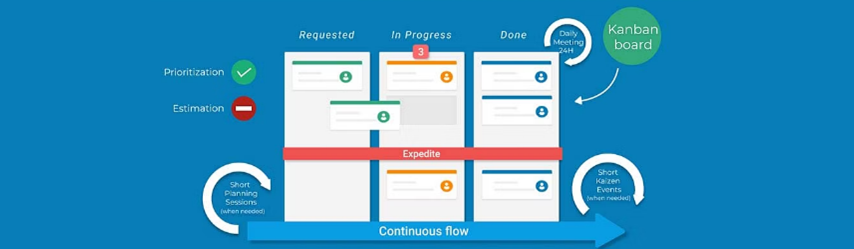 Requested
In Progress
Done
3
Daily
Meeting
24H
Kanban
board
Prioritization
Estimation
Expedite
Short
Planning
Sessions
(when needed)
Short
Kaizen
Events
(when needed)
Continuous flow